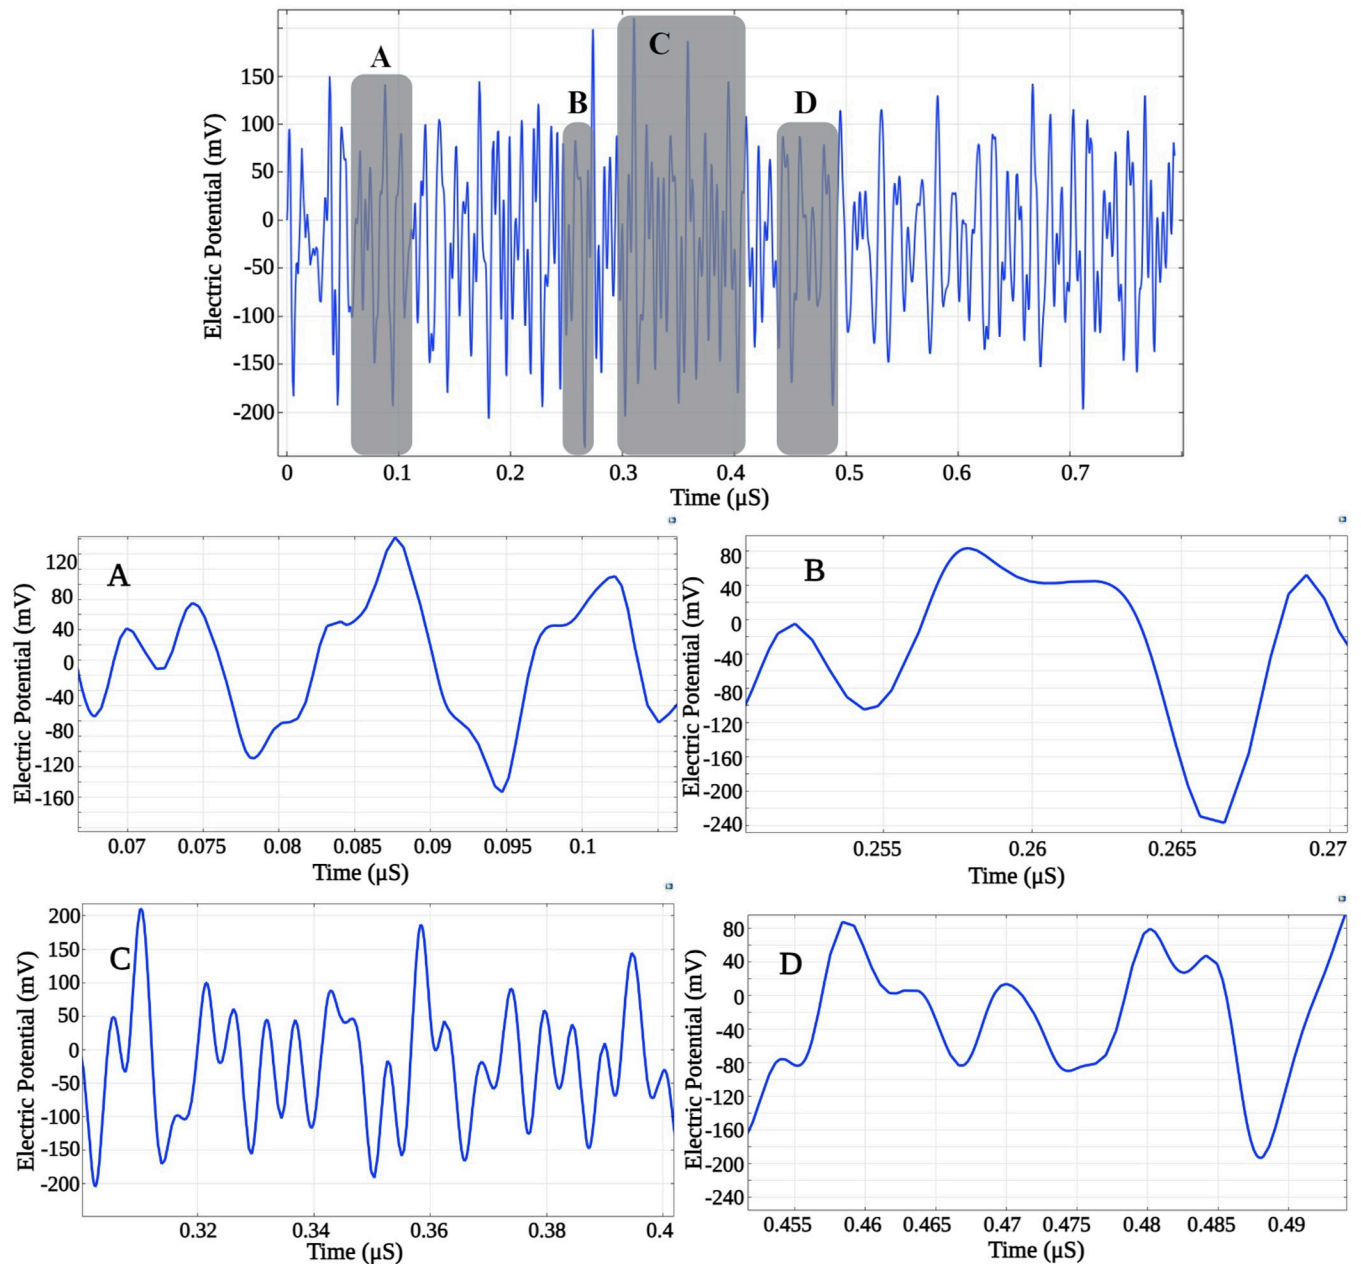 A
B
C
D
Electric Potential (mV)
150
100
50
0
-50
-100
-150
-200
0 0.1 0.2 0.3 0.4 0.5 0.6 0.7
Time (μS)
A
Electric Potential (mV)
120
80
40
0
-40
-80
-120
-160
0.07 0.075 0.08 0.085 0.09 0.095 0.1
Time (μS)
B
Electric Potential (mV)
80
40
0
-40
-80
-120
-160
-200
-240
0.255 0.26 0.265 0.27
Time (μS)
C
Electric Potential (mV)
200
150
100
50
0
-50
-100
-150
-200
0.32 0.34 0.36 0.38 0.4
Time (μS)
D
Electric Potential (mV)
80
40
0
-40
-80
-120
-160
-200
-240
0.455 0.46 0.465 0.47 0.475 0.48 0.485 0.49
Time (μS)